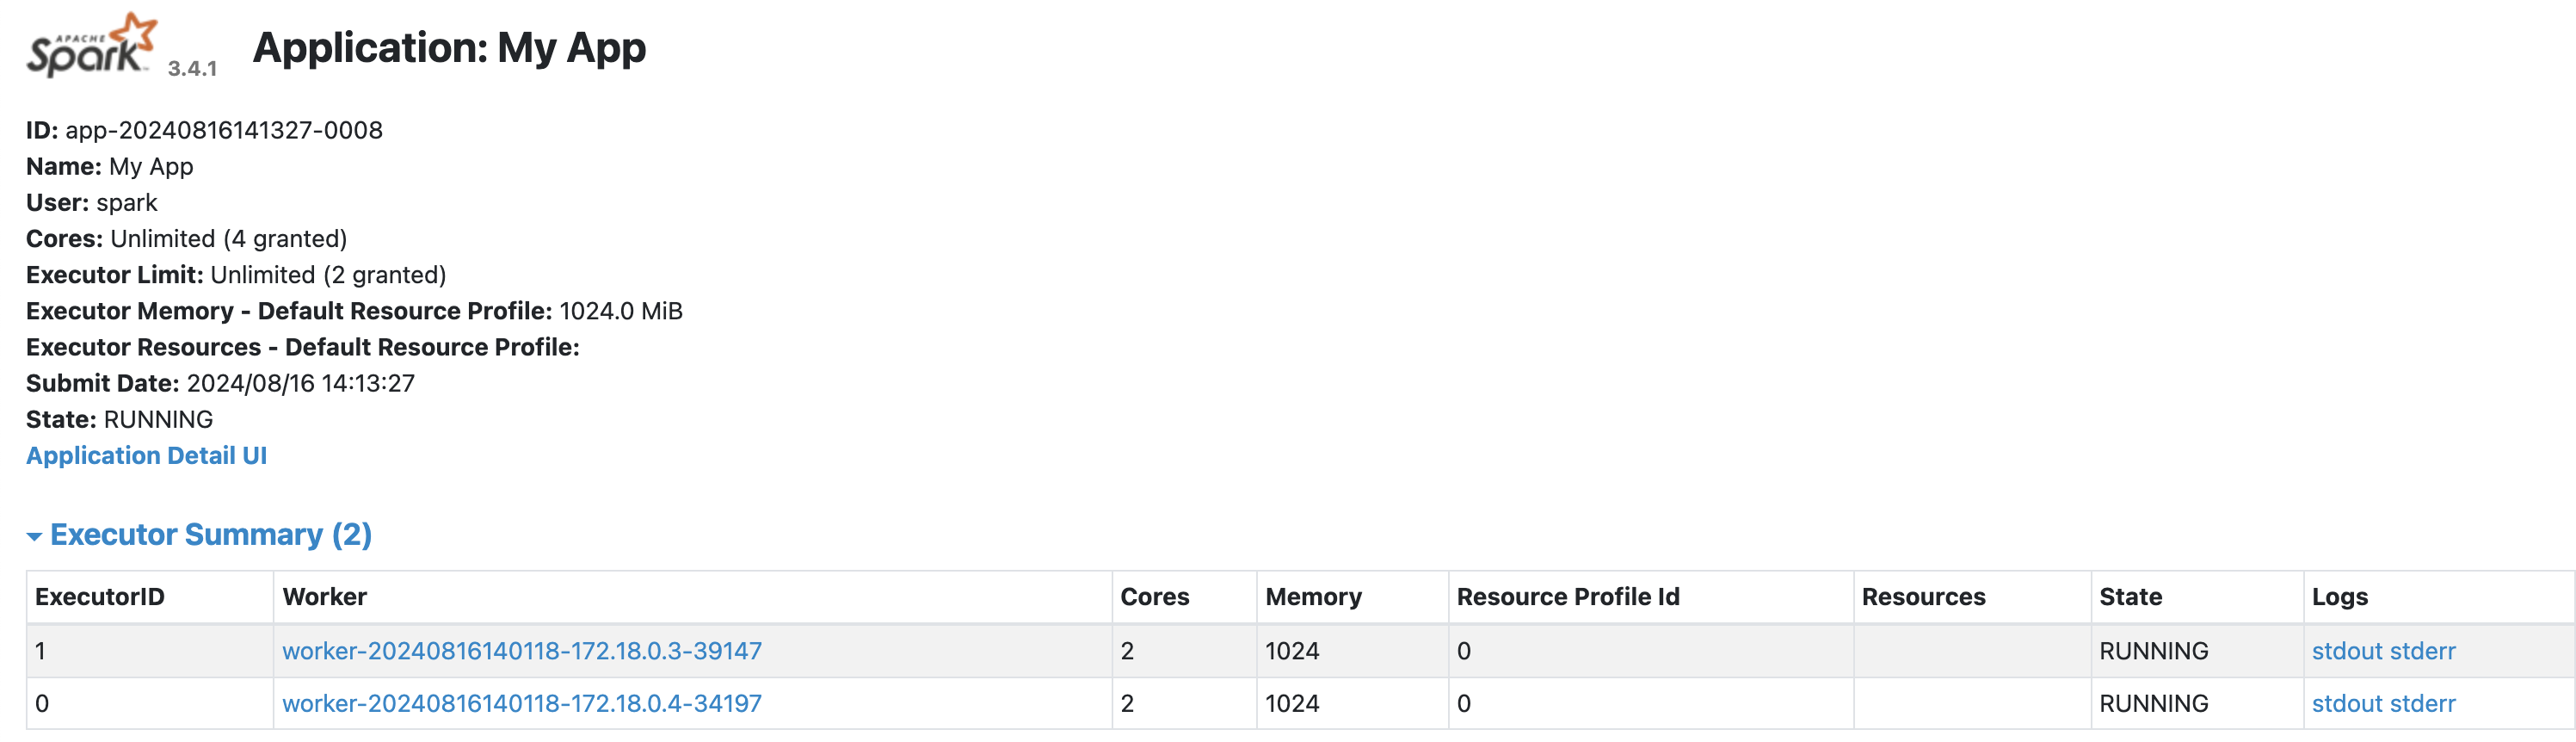 APACHE
Spark 3.4.1 Application: My App
ID: app-20240816141327-0008
Name: My App
User: spark
Cores: Unlimited (4 granted)
Executor Limit: Unlimited (2 granted)
Executor Memory - Default Resource Profile: 1024.0 MiB
Executor Resources - Default Resource Profile:
Submit Date: 2024/08/16 14:13:27
State: RUNNING
Application Detail UI
Executor Summary (2)
ExecutorID Worker Cores Memory Resource Profile Id Resources State Logs
1 worker-20240816140118-172.18.0.3-39147 2 1024 0 RUNNING stdout stderr
0 worker-20240816140118-172.18.0.4-34197 2 1024 0 RUNNING stdout stderr